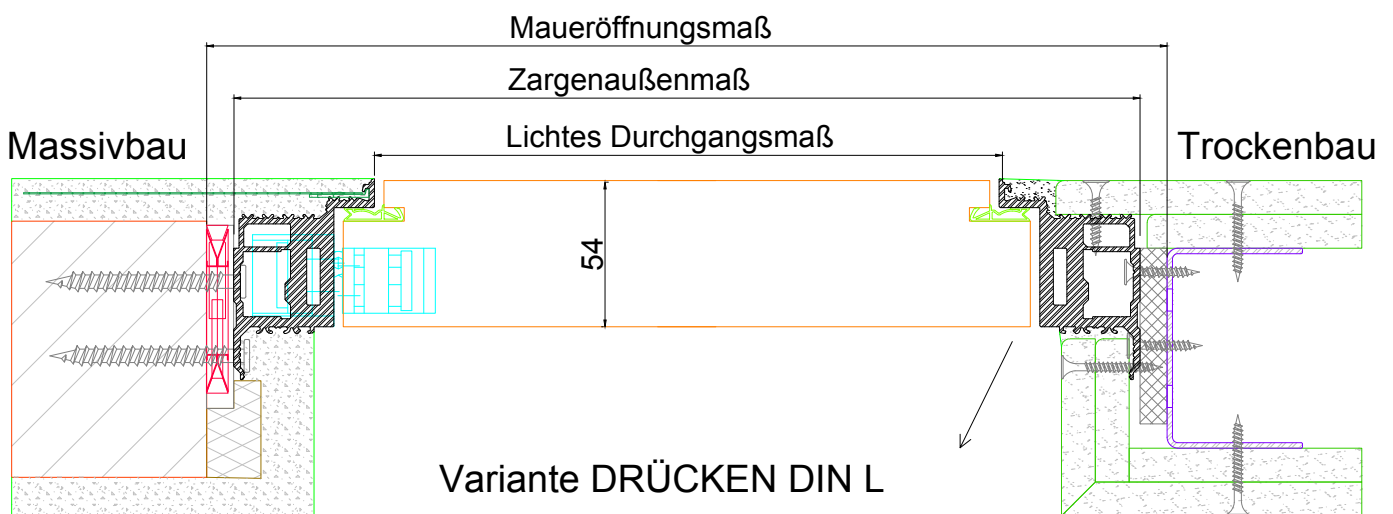 Maueröffnungsmaß
Zargenaußenmaß
Lichtes Durchgangsmaß
Massivbau
Trockenbau
54
Variante DRÜCKEN DIN L